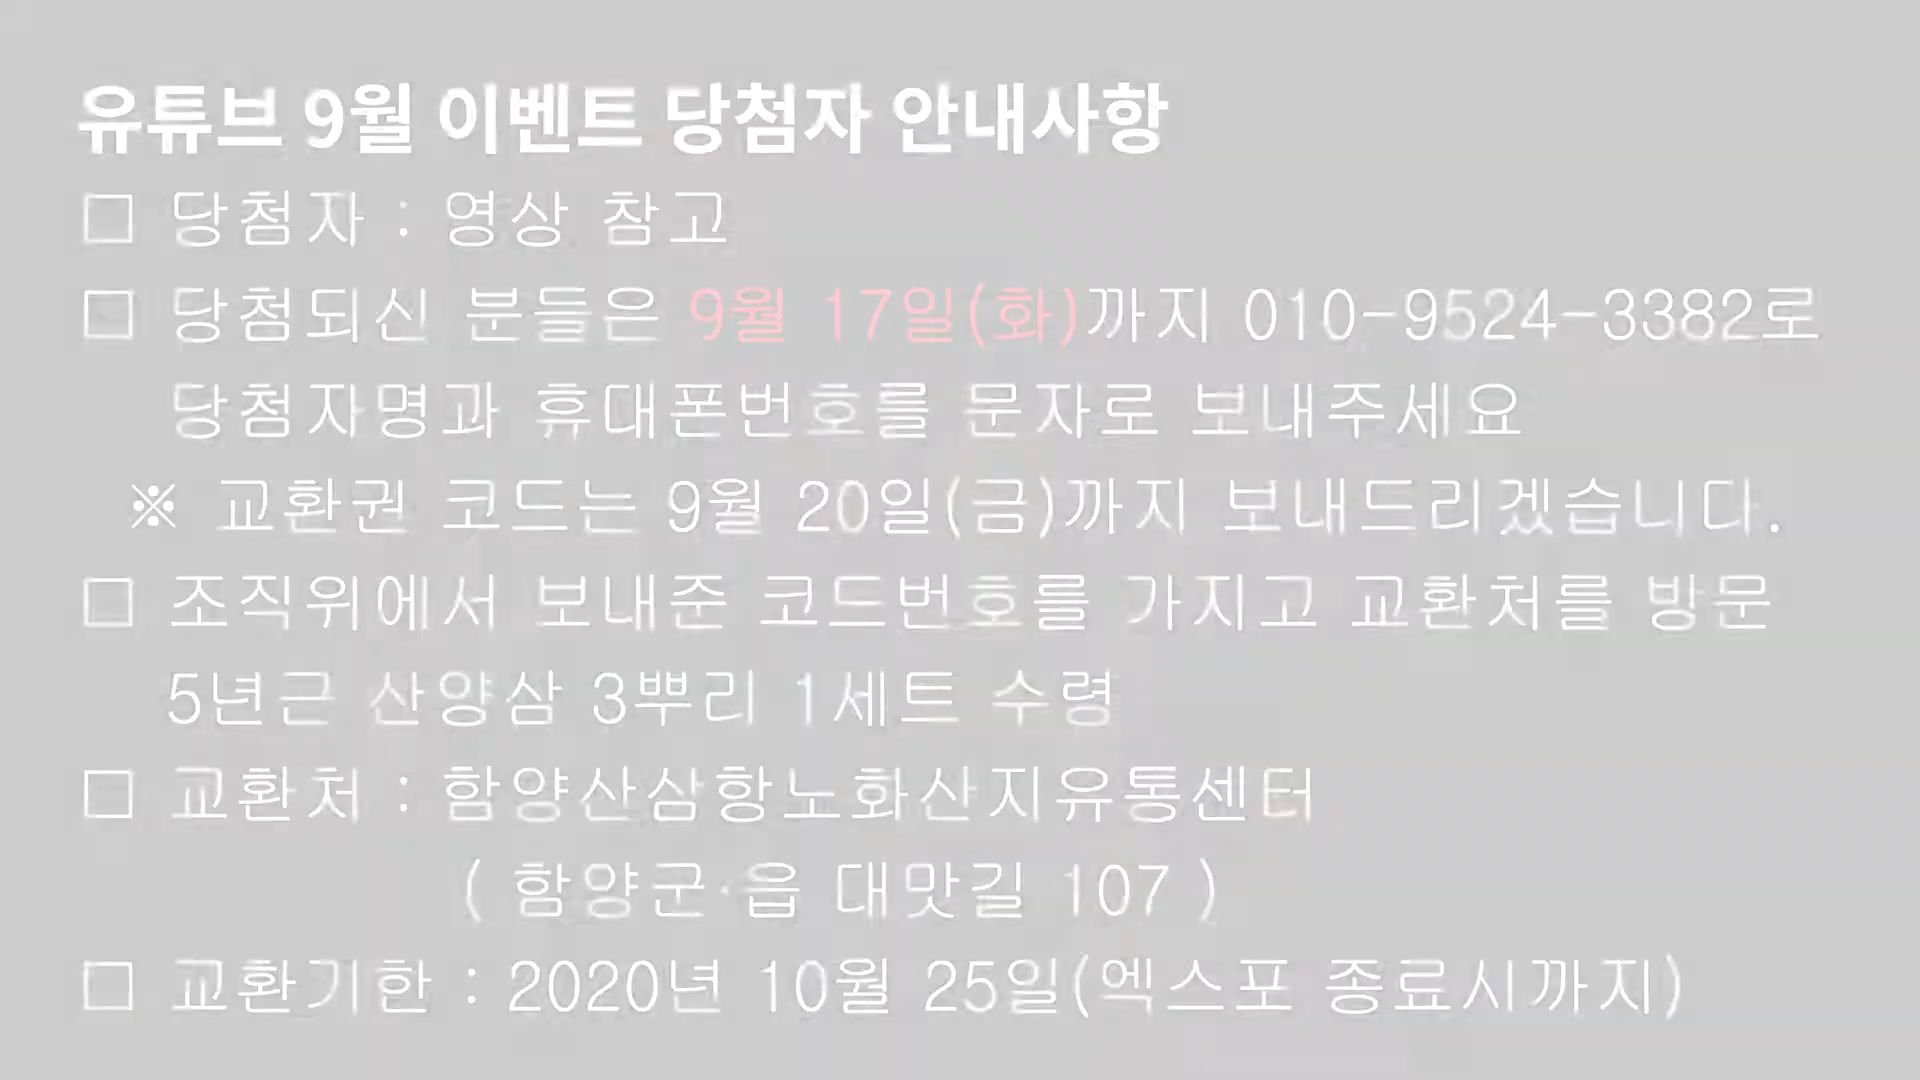 유튜브 9월 이벤트 당첨자 안내사항
□ 당첨자 : 영상 참고
□ 당첨되신 분들은 9월 17일(화)까지 010-9524-3382로
당첨자명과 휴대폰번호를 문자로 보내주세요
※ 교환권 코드는 9월 20일(금)까지 보내드리겠습니다.
□ 조직위에서 보내준 코드번호를 가지고 교환처를 방문
5년근 산양삼 3뿌리 1세트 수령
□ 교환처 : 함양산삼항노화산지유통센터
( 함양군·읍 대맛길 107 )
□ 교환기한 : 2020년 10월 25일(엑스포 종료시까지)